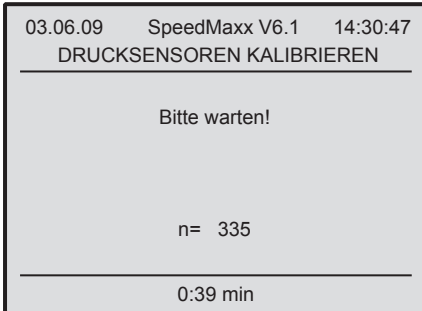 03.06.09 SpeedMaxx V6.1 14:30:47
DRUCKSENSOREN KALIBRIEREN
Bitte warten!
n= 335
0:39 min